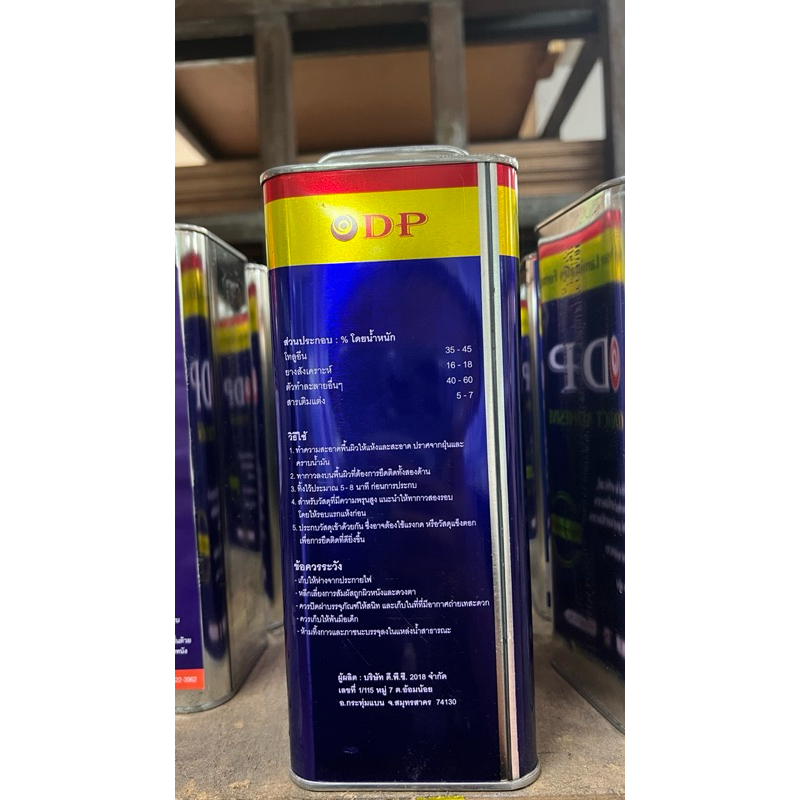 DP
ส่วนประกอบ : % โดยน้ำหนัก
โทลูอีน 35 - 45
ยางสังเคราะห์ 16 - 18
ตัวทำละลายอื่นๆ 40 - 60
สารเติมแต่ง 5 - 7
วิธีใช้
1. ทำความสะอาดพื้นผิวให้แห้งและสะอาด ปราศจากฝุ่นและ
คราบน้ำมัน
2. ทากาวลงบนพื้นผิวที่ต้องการยึดติดทั้งสองด้าน
3. ทิ้งไว้ประมาณ 5 - 8 นาที ก่อนการประกบ
4. สำหรับวัสดุที่มีความพรุนสูง แนะนำให้ทากาวสองรอบ
โดยให้รอบแรกแห้งก่อน
5. ประกบวัสดุเข้าด้วยกัน ซึ่งอาจต้องใช้แรงกด หรือวัสดุแข็งตอก
เพื่อการยึดติดที่ดียิ่งขึ้น
ข้อควรระวัง
- เก็บให้ห่างจากประกายไฟ
- หลีกเลี่ยงการสัมผัสถูกผิวหนังและดวงตา
- ควรปิดฝาบรรจุภัณฑ์ให้สนิท และเก็บในที่ที่มีอากาศถ่ายเทสะดวก
- ควรเก็บให้พ้นมือเด็ก
- ห้ามทิ้งกาวและภาชนะบรรจุลงในแหล่งน้ำสาธารณะ
ผู้ผลิต : บริษัท ดี.พี.ซี. 2018 จำกัด
เลขที่ 1/115 หมู่ 7 ต.อ้อมน้อย
อ.กระทุ่มแบน จ.สมุทรสาคร 74130
22-3962